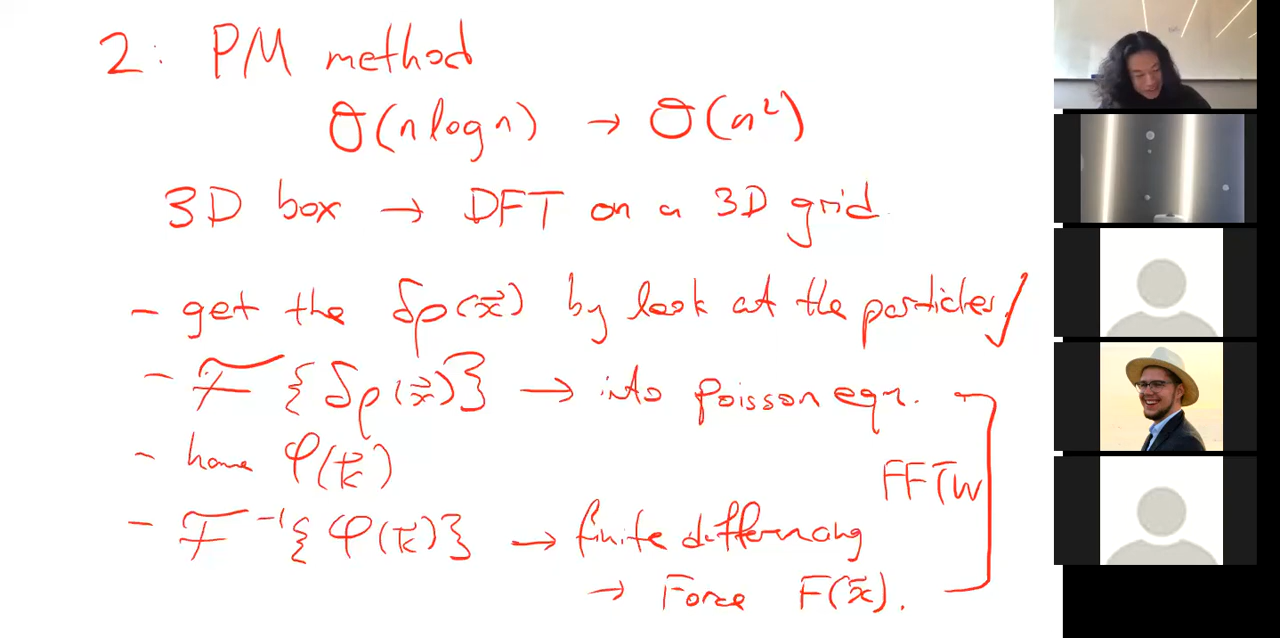 2: PM method
O(n log n) → O(n²)
3D box → DFT on a 3D grid
- get the δρ(x⃗) by look at the particles
- F{δρ(x⃗)} → into poisson eqn.
- have φ(k⃗)
- F⁻¹{φ(k⃗)} → finite differencing
FFTW
→ Force F(x⃗).